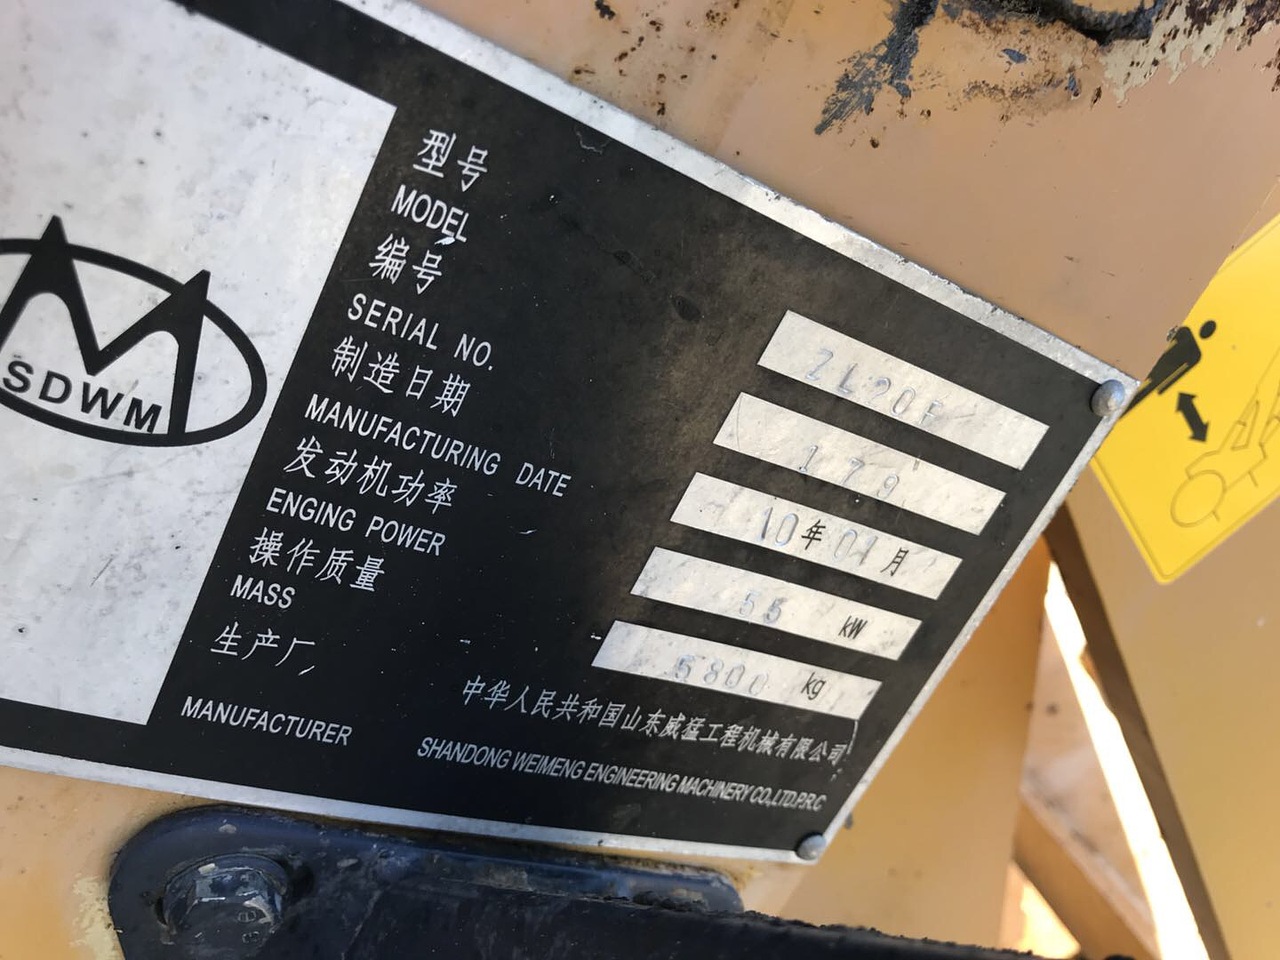 SDWM
型号
MODEL
ZL20F
编号
SERIAL NO.
179
制造日期
MANUFACTURING DATE
10年01月
发动机功率
ENGING POWER
55 kW
操作质量
MASS
5800 kg
生产厂
MANUFACTURER
中华人民共和国山东威猛工程机械有限公司
SHANDONG WEIMENG ENGINEERING MACHINERY CO.,LTD.P.R.C